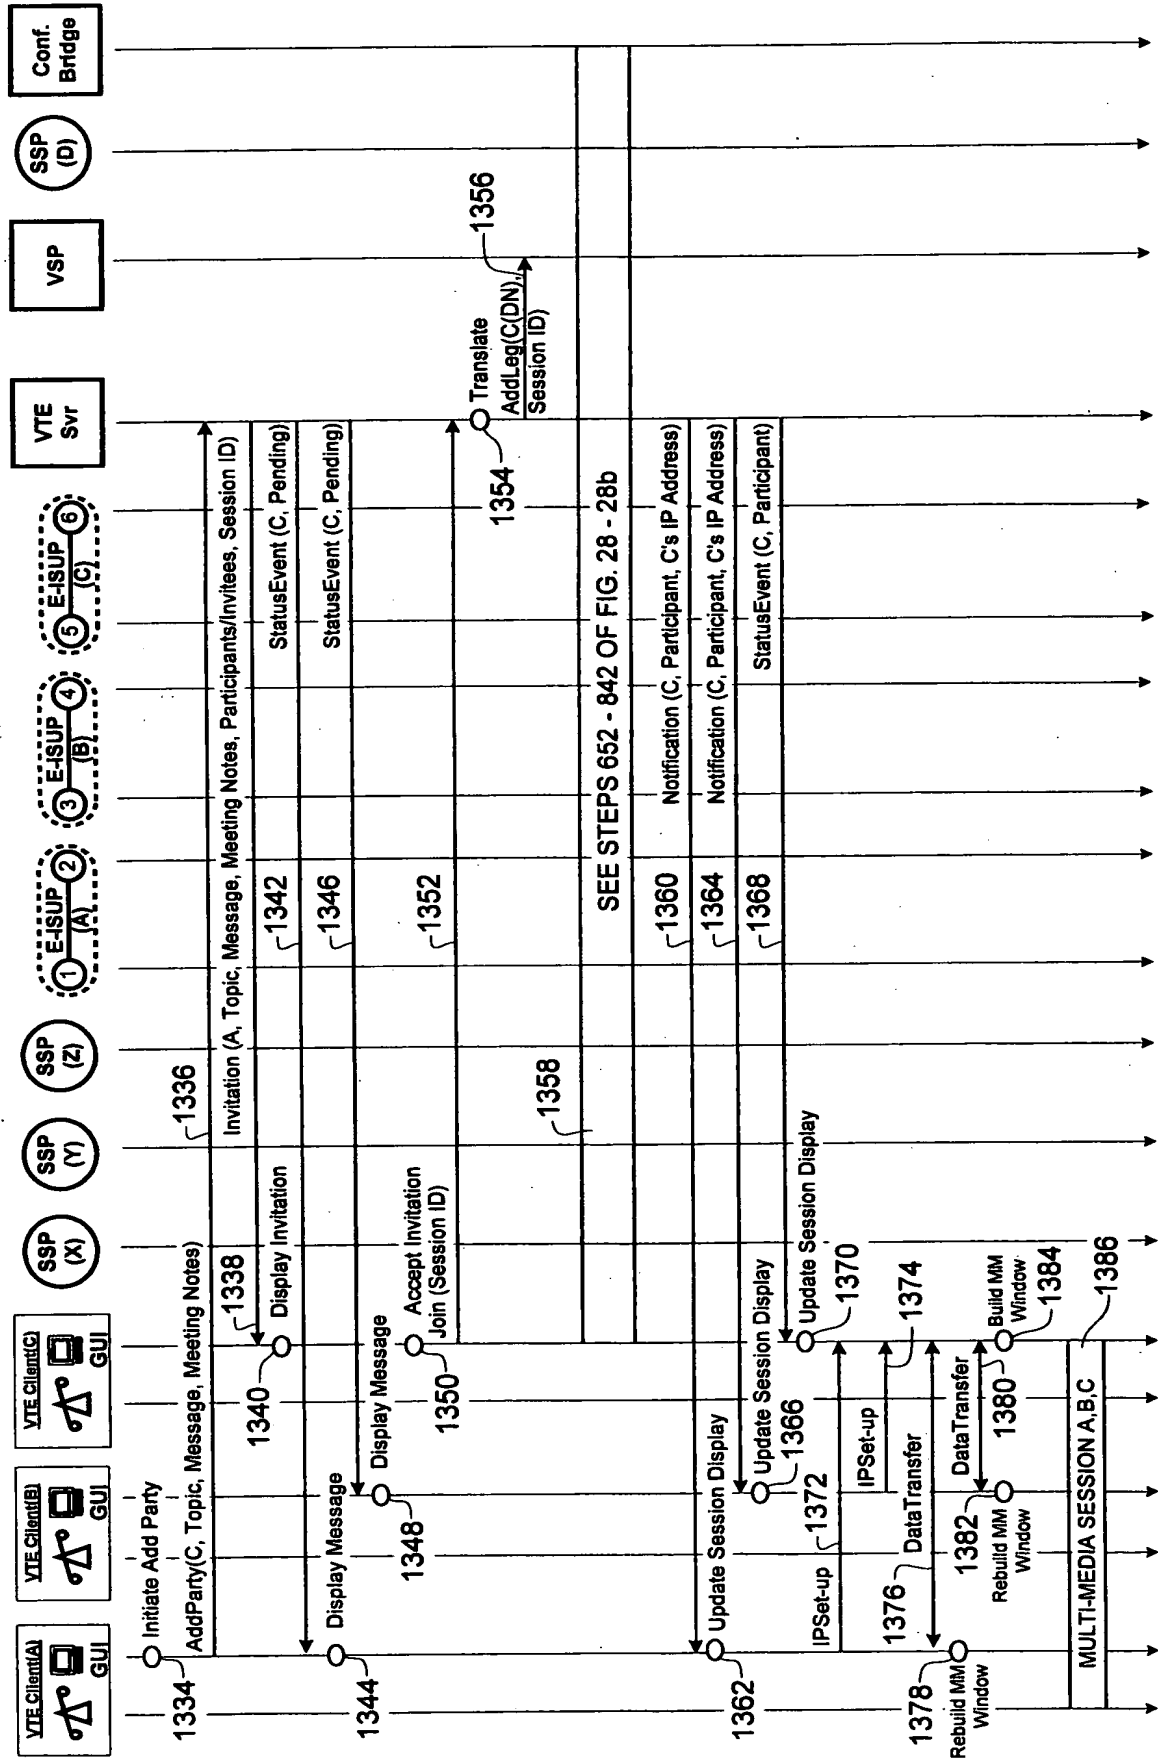 VTE Client(A)
GUI
VTE Client(B)
GUI
VTE Client(C)
GUI
SSP
(X)
SSP
(Y)
SSP
(Z)
1
E-ISUP
(A)
2
3
E-ISUP
(B)
4
5
E-ISUP
(C)
6
VTE
Svr
VSP
SSP
(D)
Conf.
Bridge
Initiate Add Party
1334
AddParty(C, Topic, Message, Meeting Notes)
1336
Invitation (A, Topic, Message, Meeting Notes, Participants/Invitees, Session ID)
1338
Display Invitation
1340
StatusEvent (C, Pending)
1342
Display Message
1344
StatusEvent (C, Pending)
1346
Display Message
1348
Accept Invitation
Join (Session ID)
1350
1352
Translate
1354
AddLeg(C(DN),
Session ID)
1356
SEE STEPS 652 - 842 OF FIG. 28 - 28b
1358
Notification (C, Participant, C's IP Address)
1360
Update Session Display
1362
Notification (C, Participant, C's IP Address)
1364
Update Session Display
1366
StatusEvent (C, Participant)
1368
Update Session Display
1370
IPSet-up
1372
IPSet-up
1374
DataTransfer
1376
1378
Rebuild MM
Window
DataTransfer
1380
1382
Rebuild MM
Window
Build MM
Window
1384
MULTI-MEDIA SESSION A,B,C
1386